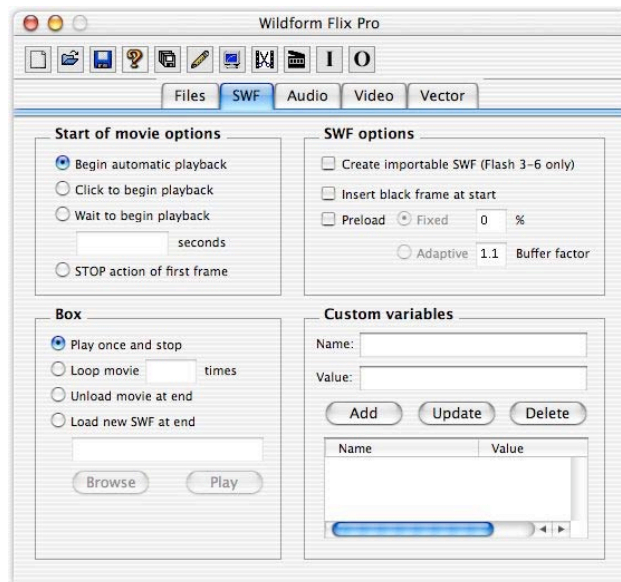 Wildform Flix Pro
I O
Files SWF Audio Video Vector
Start of movie options
Begin automatic playback
Click to begin playback
Wait to begin playback
seconds
STOP action of first frame
SWF options
Create importable SWF (Flash 3-6 only)
Insert black frame at start
Preload Fixed 0 %
Adaptive 1.1 Buffer factor
Box
Play once and stop
Loop movie times
Unload movie at end
Load new SWF at end
Browse Play
Custom variables
Name:
Value:
Add Update Delete
Name Value